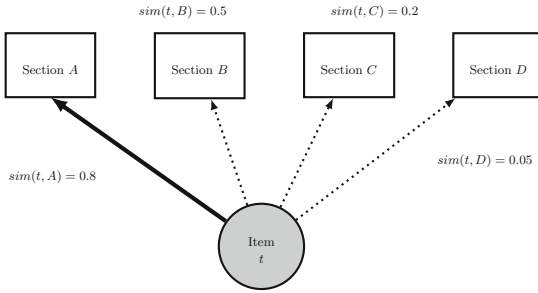 sim(t, B) = 0.5
sim(t, C) = 0.2
Section A
Section B
Section C
Section D
sim(t, D) = 0.05
sim(t, A) = 0.8
Item
t